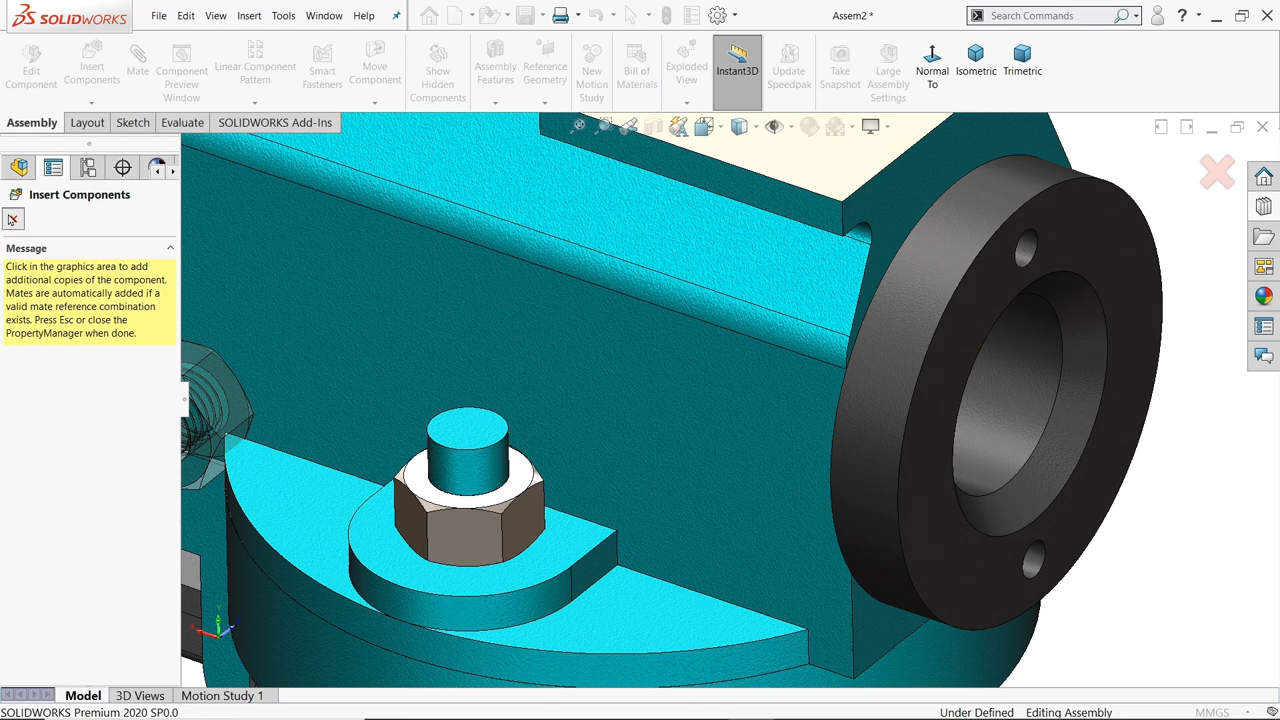 SOLIDWORKS
File
Edit
View
Insert
Tools
Window
Help
Assem2 *
Search Commands
?
Edit
Component
Insert
Components
Mate
Component
Preview
Window
Linear Component
Pattern
Smart
Fasteners
Move
Component
Show
Hidden
Components
Assembly
Features
Reference
Geometry
New
Motion
Study
Bill of
Materials
Exploded
View
Instant3D
Update
Speedpak
Take
Snapshot
Large
Assembly
Settings
Normal
To
Isometric
Trimetric
Assembly
Layout
Sketch
Evaluate
SOLIDWORKS Add-Ins
Insert Components
Message
Click in the graphics area to add
additional copies of the component.
Mates are automatically added if a
valid mate reference combination
exists. Press Esc or close the
PropertyManager when done.
Model
3D Views
Motion Study 1
SOLIDWORKS Premium 2020 SP0.0
Under Defined
Editing Assembly
MMGS